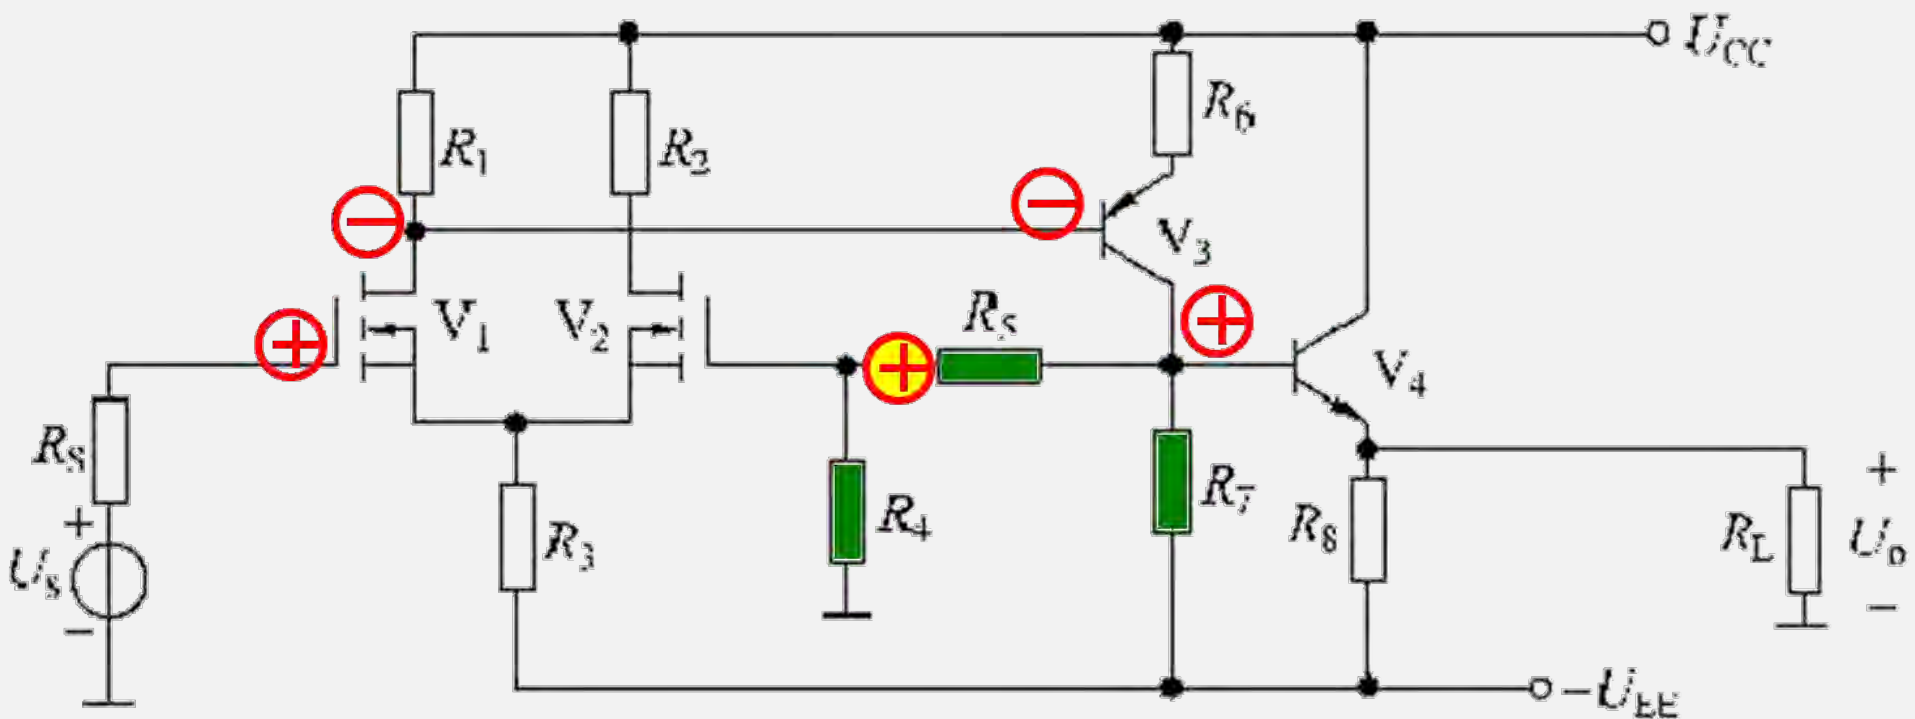 U_CC
R_6
R_1
R_2
V_3
V_1
V_2
R_5
V_4
R_S
R_4
R_7
+
R_3
R_8
R_L
+
U_s
U_o
−
−
−U_EE